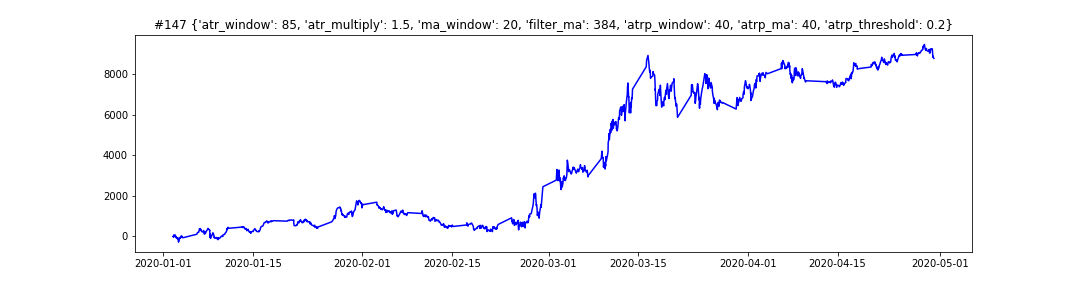 #147 {'atr_window': 85, 'atr_multiply': 1.5, 'ma_window': 20, 'filter_ma': 384, 'atrp_window': 40, 'atrp_ma': 40, 'atrp_threshold': 0.2}
8000
6000
4000
2000
0
2020-01-01 2020-01-15 2020-02-01 2020-02-15 2020-03-01 2020-03-15 2020-04-01 2020-04-15 2020-05-01